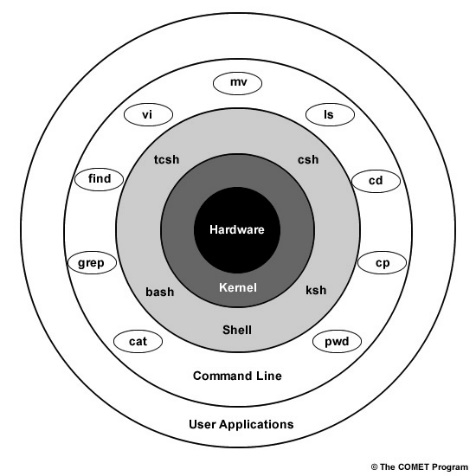 mv
vi
ls
tcsh
csh
find
cd
Hardware
grep
cp
Kernel
bash
ksh
Shell
cat
pwd
Command Line
User Applications
© The COMET Program